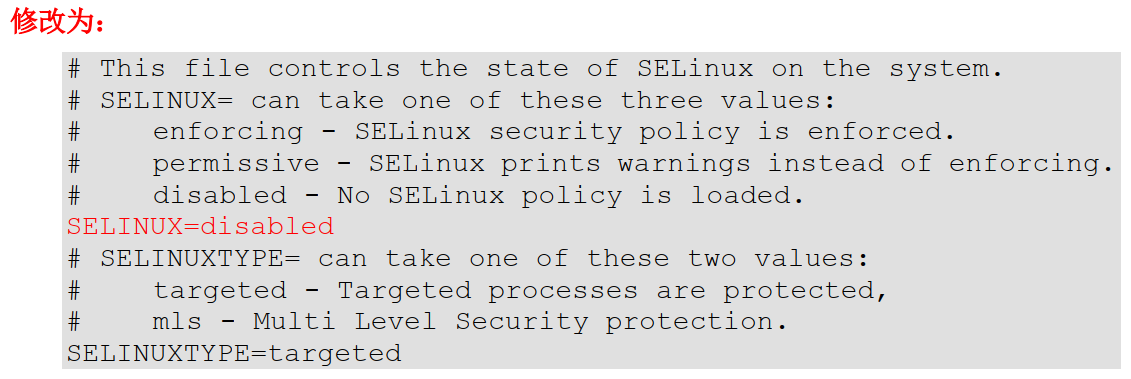 修改为：
# This file controls the state of SELinux on the system.
# SELINUX= can take one of these three values:
#     enforcing - SELinux security policy is enforced.
#     permissive - SELinux prints warnings instead of enforcing.
#     disabled - No SELinux policy is loaded.
SELINUX=disabled
# SELINUXTYPE= can take one of these two values:
#     targeted - Targeted processes are protected,
#     mls - Multi Level Security protection.
SELINUXTYPE=targeted